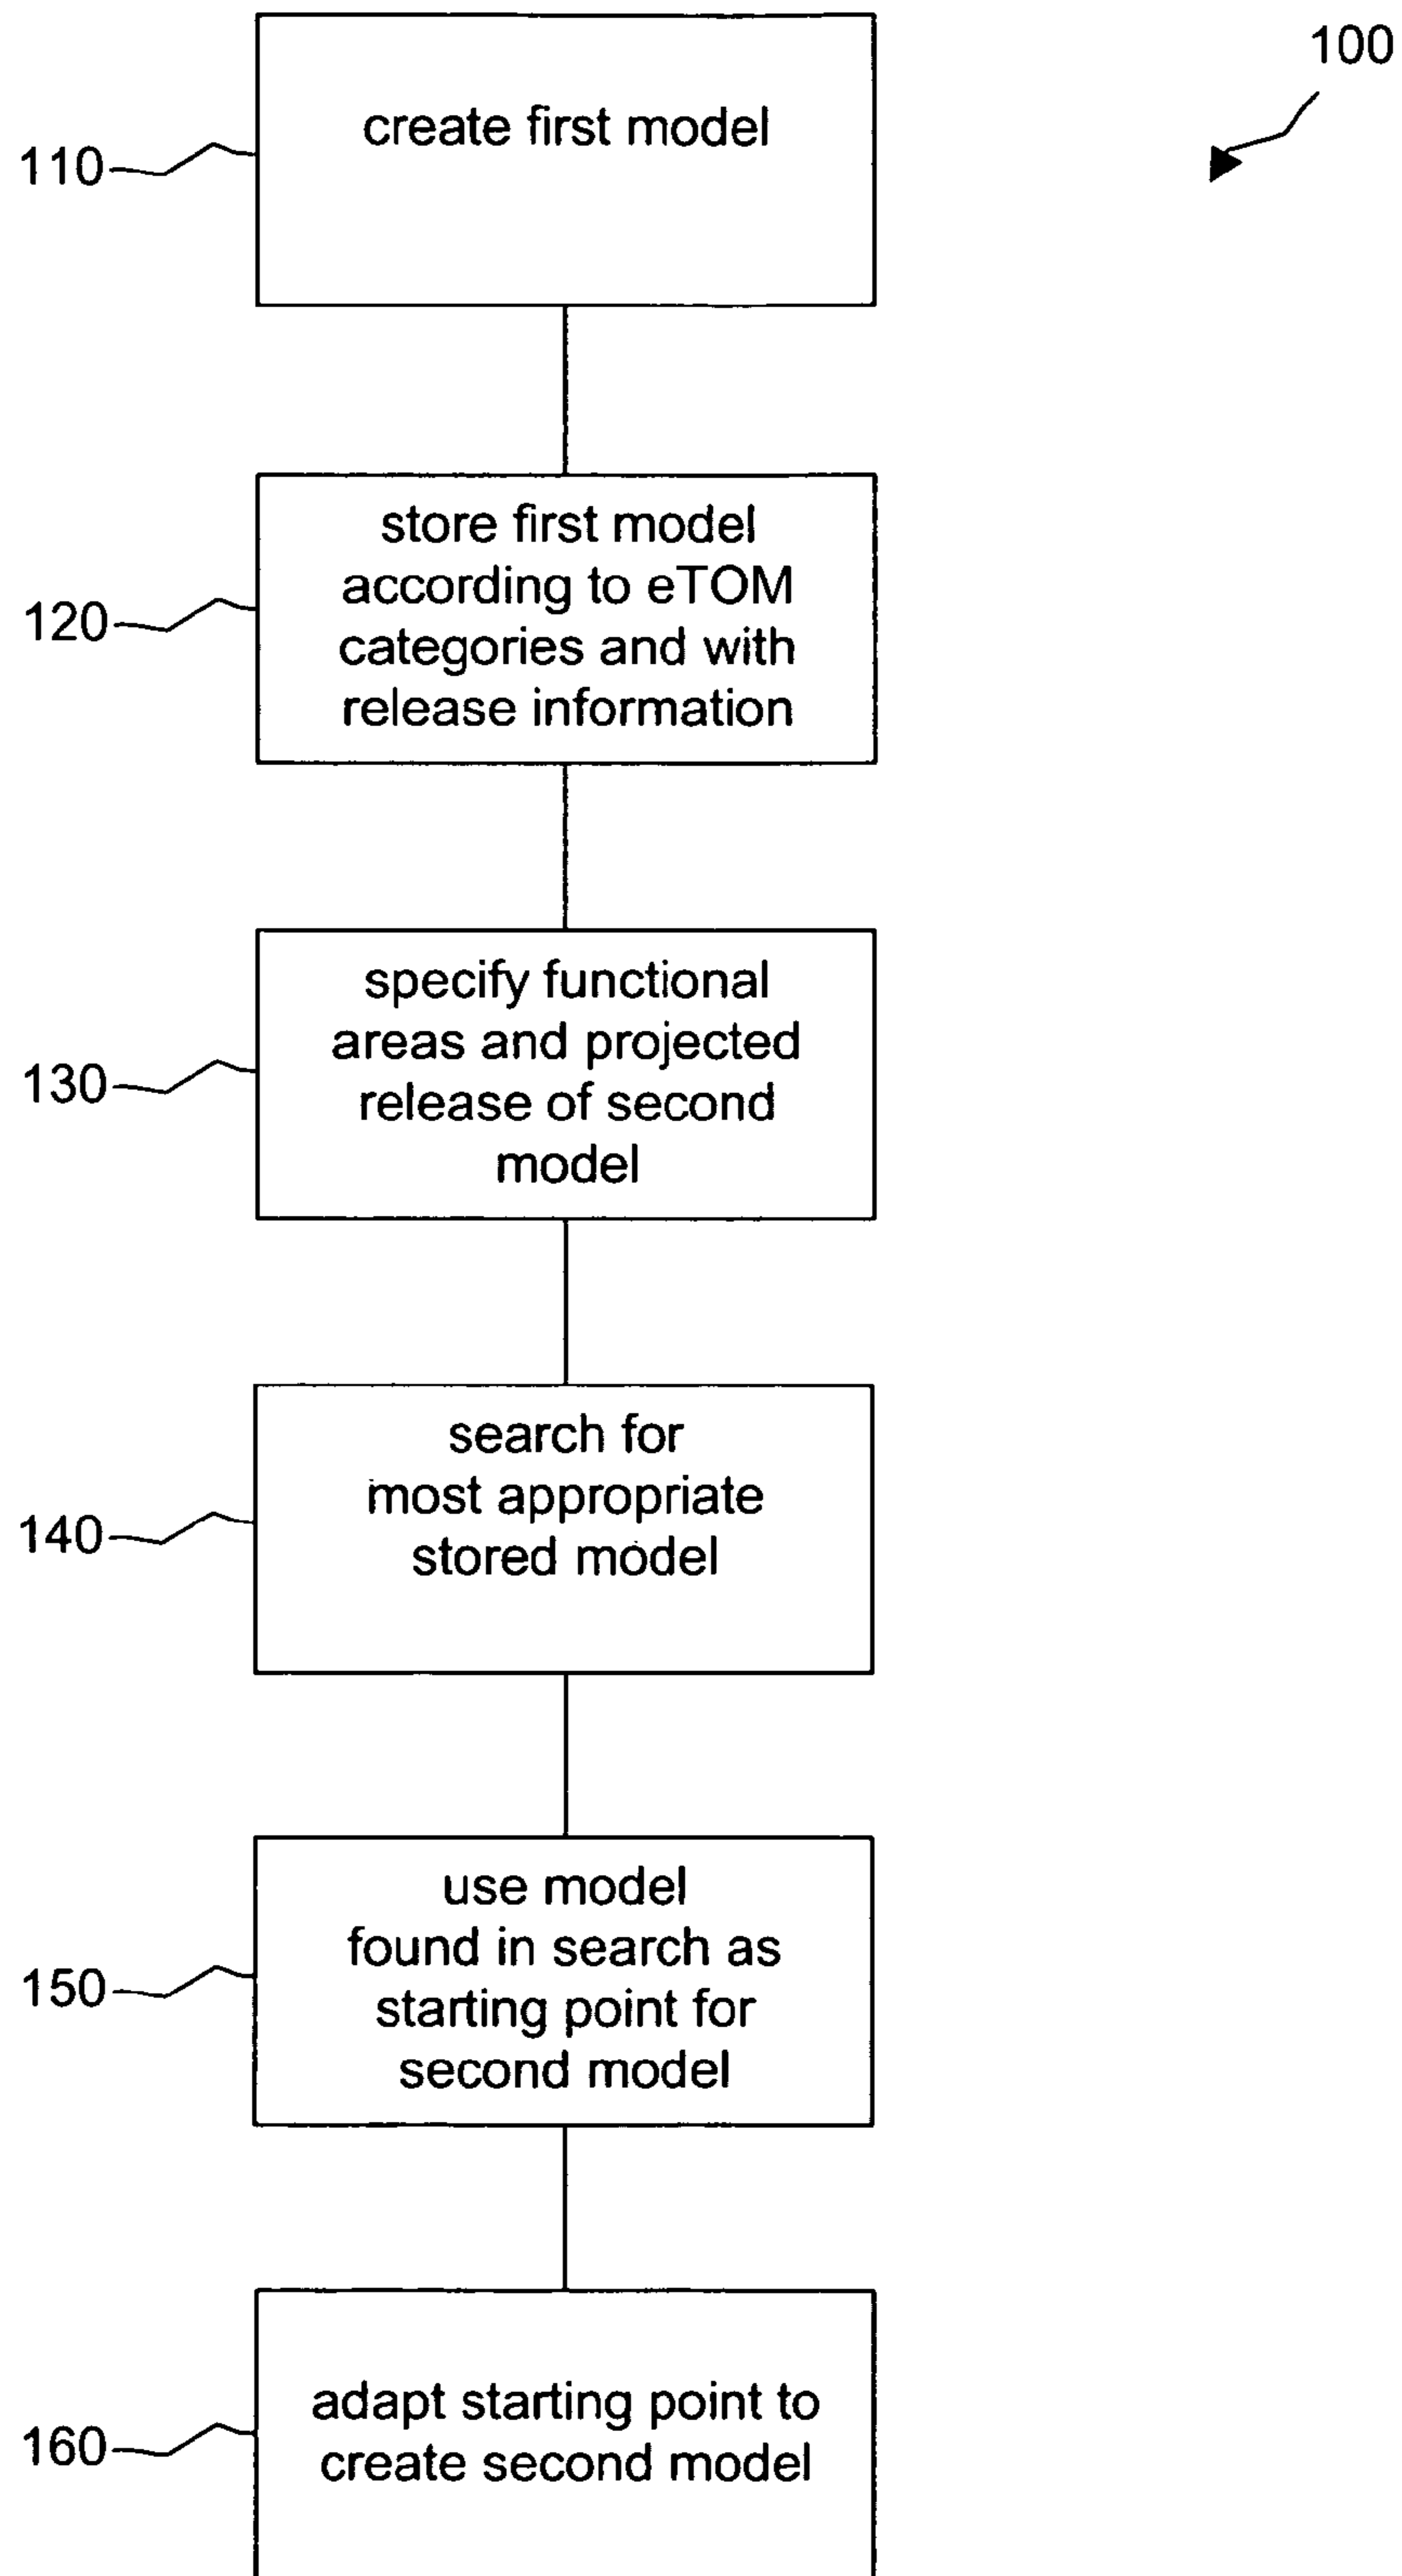 100
110
create first model
120
store first model
according to eTOM
categories and with
release information
130
specify functional
areas and projected
release of second
model
140
search for
most appropriate
stored model
150
use model
found in search as
starting point for
second model
160
adapt starting point to
create second model